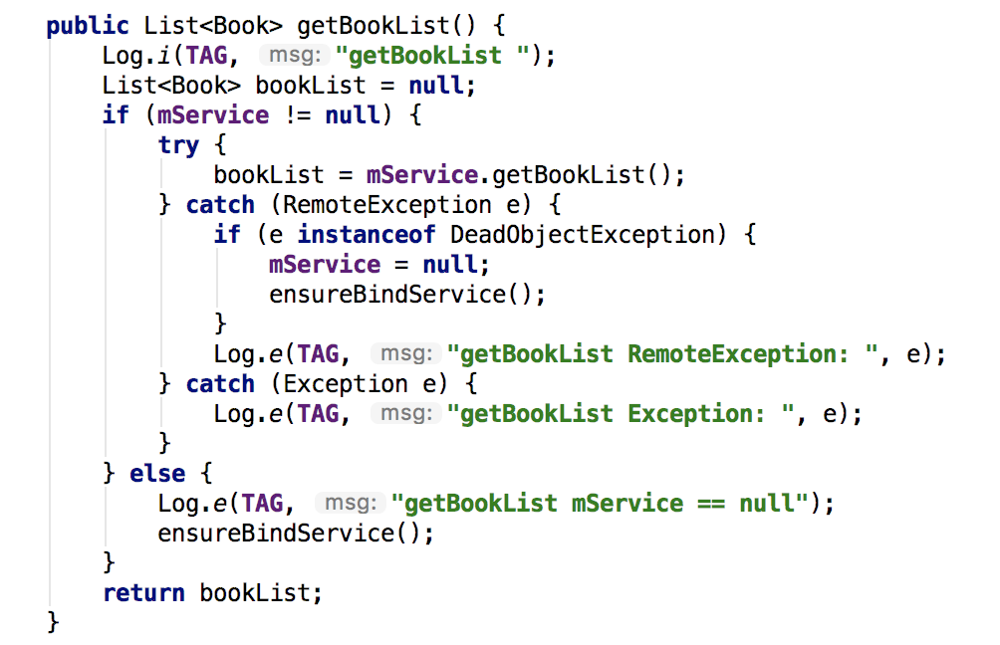 public List<Book> getBookList() {
    Log.i(TAG, msg: "getBookList ");
    List<Book> bookList = null;
    if (mService != null) {
        try {
            bookList = mService.getBookList();
        } catch (RemoteException e) {
            if (e instanceof DeadObjectException) {
                mService = null;
                ensureBindService();
            }
            Log.e(TAG, msg: "getBookList RemoteException: ", e);
        } catch (Exception e) {
            Log.e(TAG, msg: "getBookList Exception: ", e);
        }
    } else {
        Log.e(TAG, msg: "getBookList mService == null");
        ensureBindService();
    }
    return bookList;
}